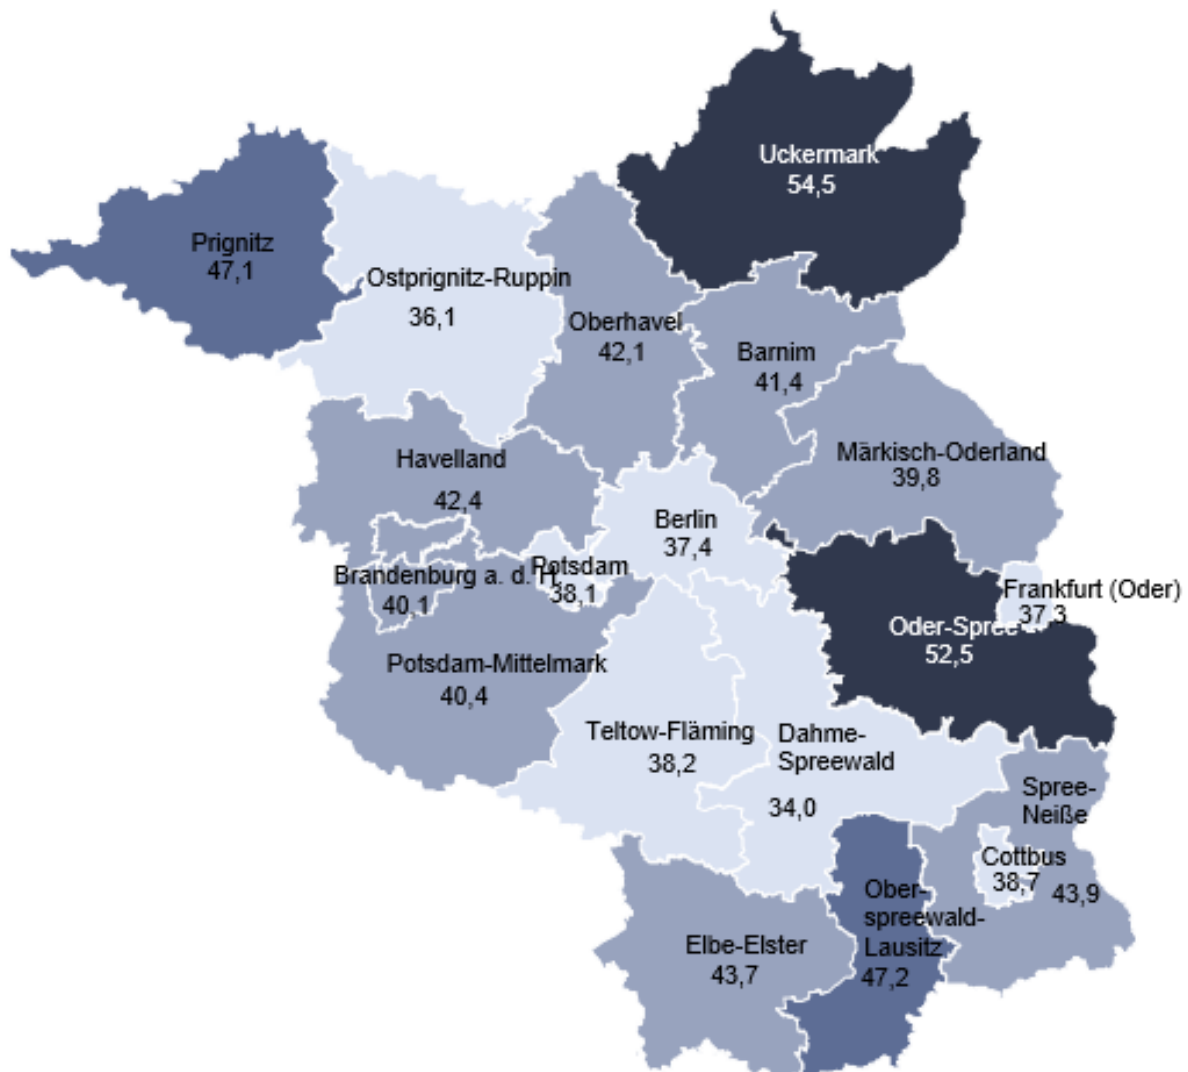 Uckermark
54,5
Prignitz
47,1
Ostprignitz-Ruppin
36,1
Oberhavel
42,1
Barnim
41,4
Märkisch-Oderland
39,8
Havelland
42,4
Berlin
37,4
Potsdam
38,1
Brandenburg a. d. H.
40,1
Frankfurt (Oder)
37,3
Oder-Spree
52,5
Potsdam-Mittelmark
40,4
Teltow-Fläming
38,2
Dahme-
Spreewald
34,0
Spree-
Neiße
43,9
Cottbus
38,7
Ober-
spreewald-
Lausitz
47,2
Elbe-Elster
43,7